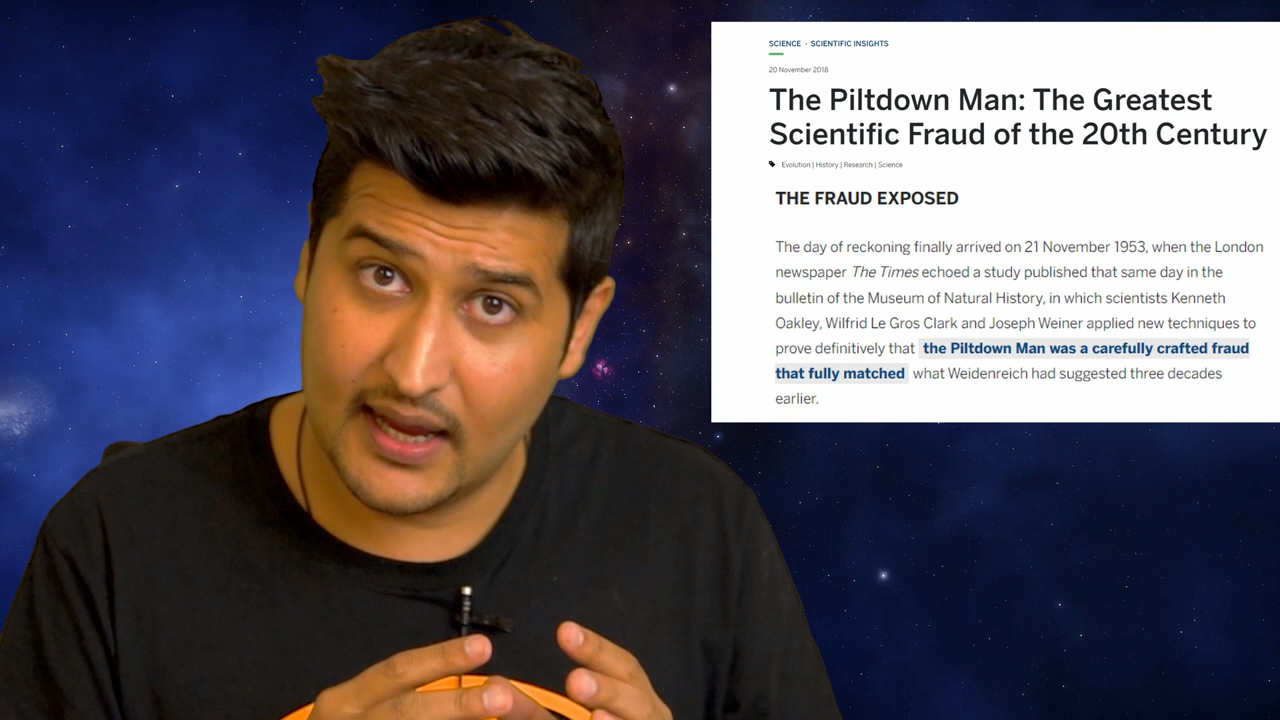 SCIENCE · SCIENTIFIC INSIGHTS
20 November 2018
The Piltdown Man: The Greatest
Scientific Fraud of the 20th Century
Evolution | History | Research | Science
THE FRAUD EXPOSED
The day of reckoning finally arrived on 21 November 1953, when the London
newspaper The Times echoed a study published that same day in the
bulletin of the Museum of Natural History, in which scientists Kenneth
Oakley, Wilfrid Le Gros Clark and Joseph Weiner applied new techniques to
prove definitively that the Piltdown Man was a carefully crafted fraud
that fully matched what Weidenreich had suggested three decades
earlier.